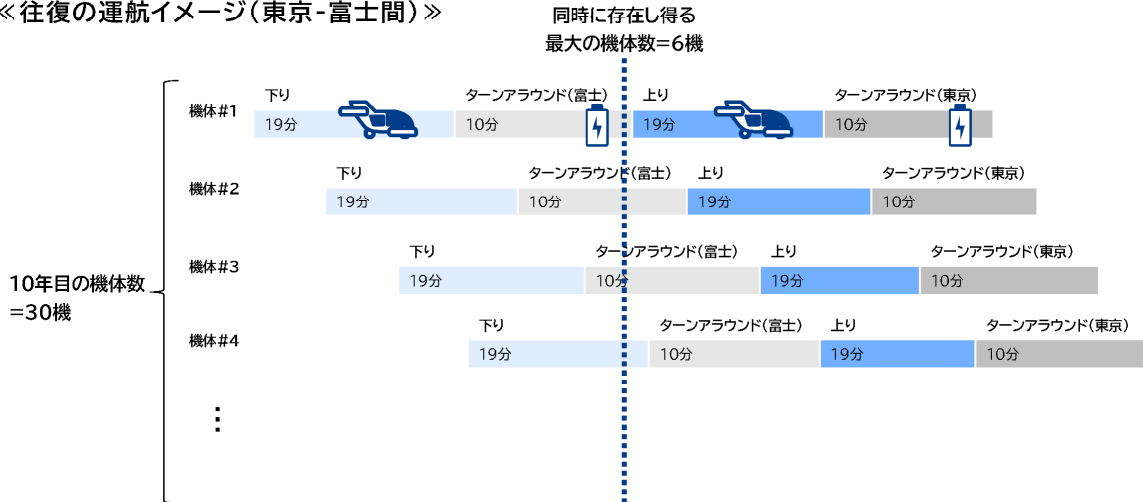 ≪往復の運航イメージ(東京-富士間)≫
同時に存在し得る
最大の機体数=6機
機体#1
下り
ターンアラウンド(富士)
上り
ターンアラウンド(東京)
19分
10分
19分
10分
機体#2
下り
ターンアラウンド(富士)
上り
ターンアラウンド(東京)
19分
10分
19分
10分
機体#3
下り
ターンアラウンド(富士)
上り
ターンアラウンド(東京)
19分
10分
19分
10分
10年目の機体数
=30機
機体#4
下り
ターンアラウンド(富士)
上り
ターンアラウンド(東京)
19分
10分
19分
10分
⋮